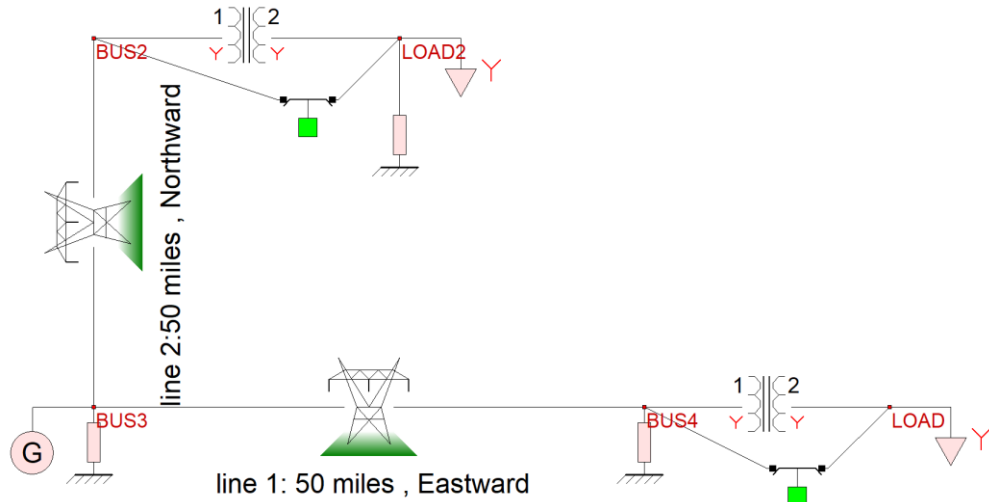 1 2
BUS2 Y Y LOAD2 Y
line 2:50 miles , Northward
1 2
G BUS3 BUS4 Y Y LOAD Y
line 1: 50 miles , Eastward